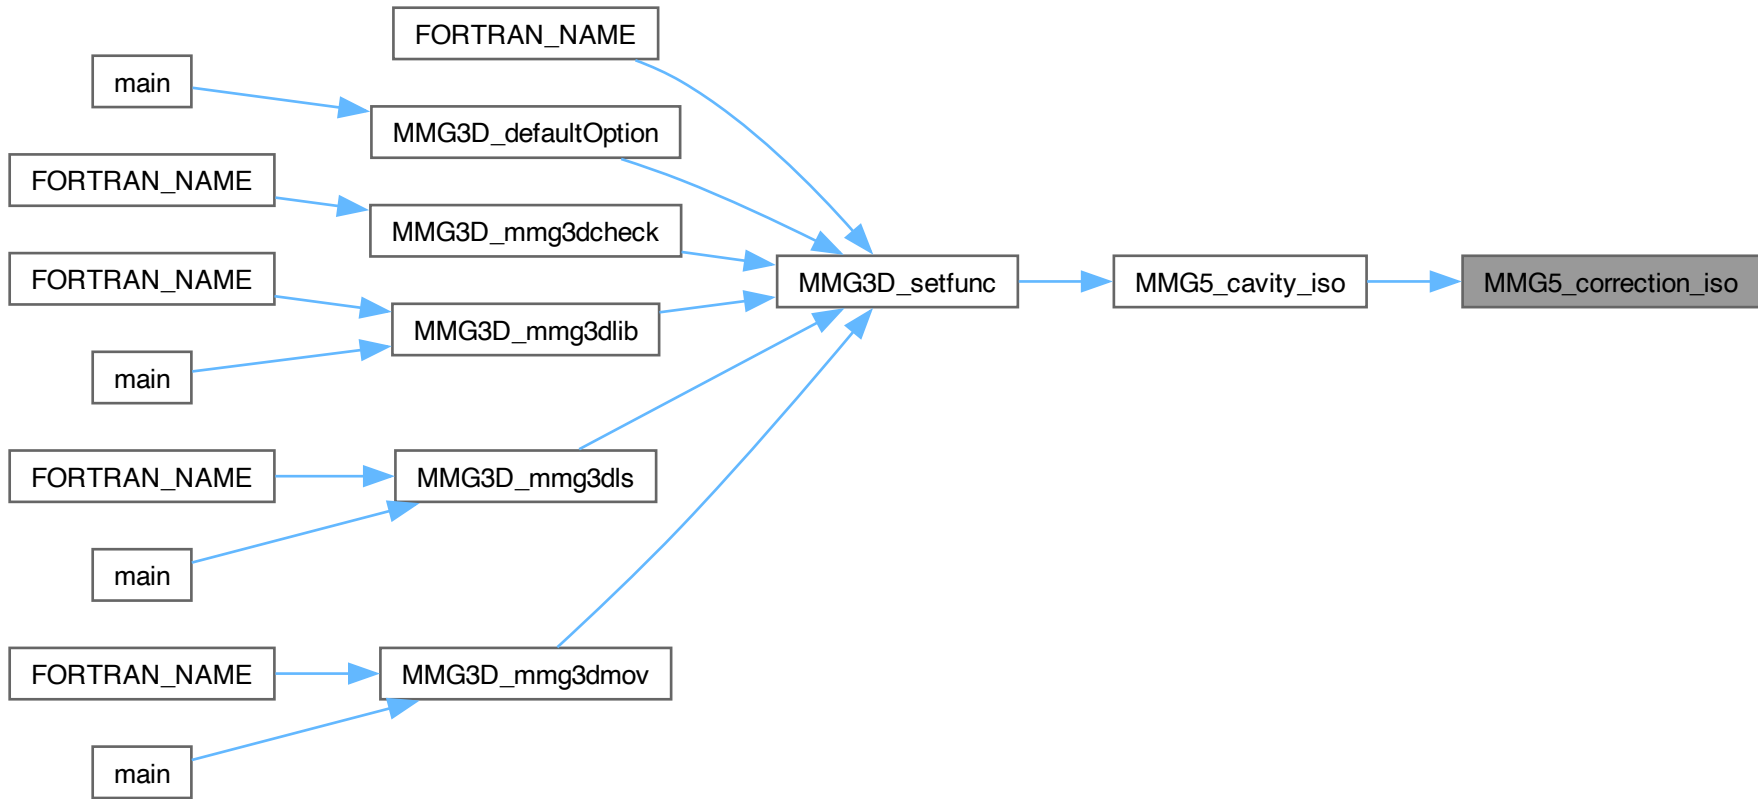 FORTRAN_NAME
main
MMG3D_defaultOption
FORTRAN_NAME
MMG3D_mmg3dcheck
FORTRAN_NAME
MMG3D_setfunc
MMG5_cavity_iso
MMG5_correction_iso
MMG3D_mmg3dlib
main
FORTRAN_NAME
MMG3D_mmg3dls
main
FORTRAN_NAME
MMG3D_mmg3dmov
main